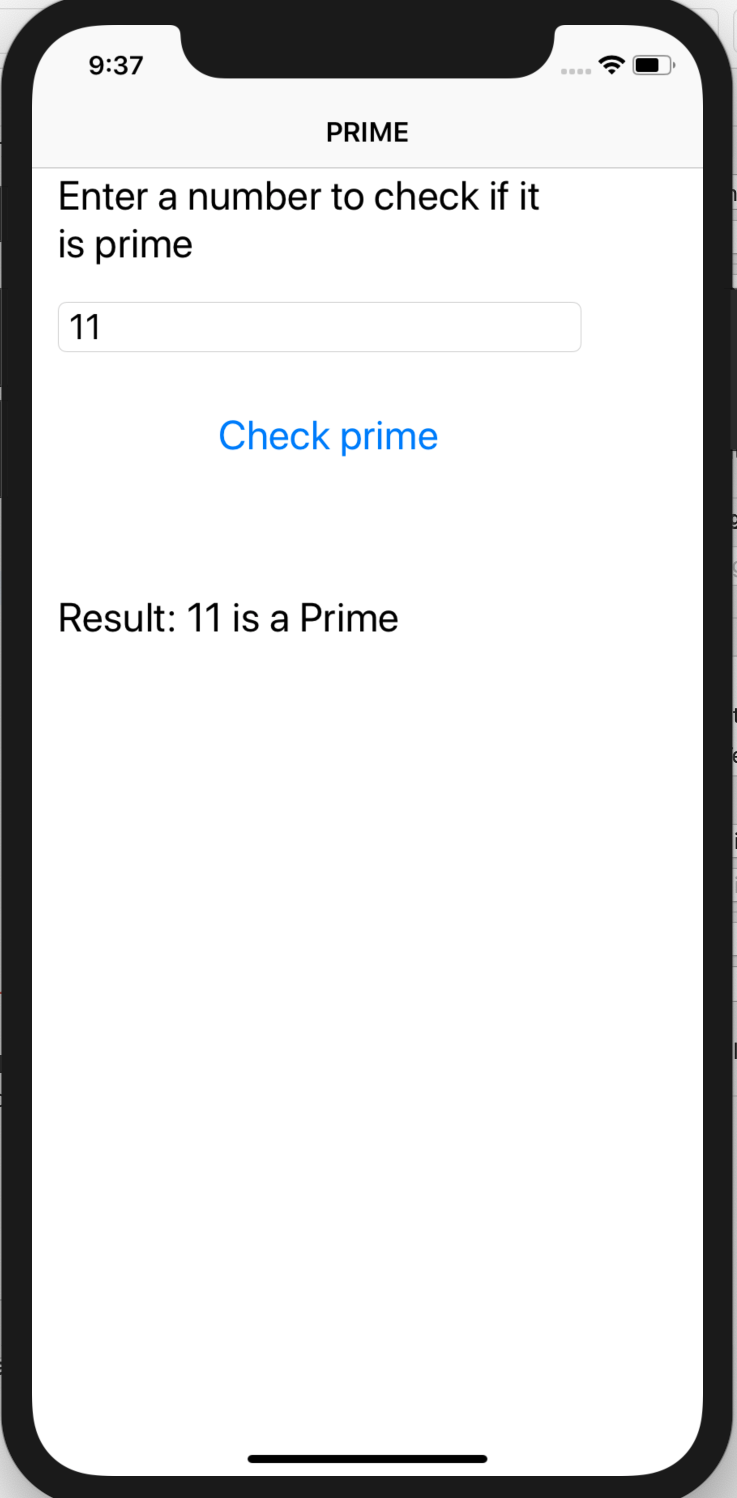 9:37
PRIME
Enter a number to check if it
is prime
11
Check prime
Result: 11 is a Prime